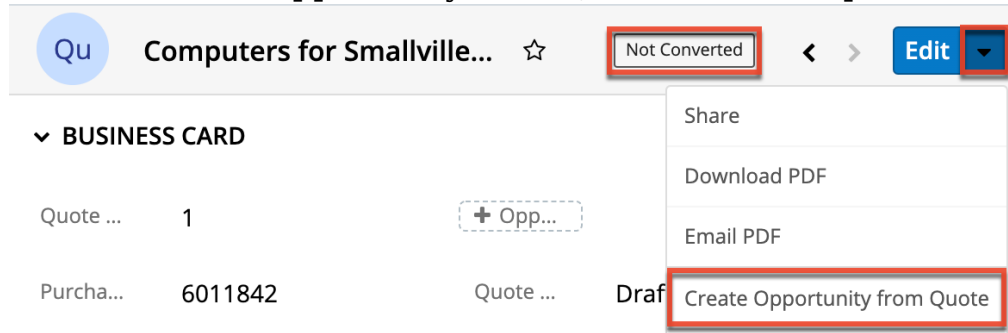 Qu Computers for Smallville... Not Converted Edit
Share
BUSINESS CARD
Download PDF
Quote ... 1 + Opp...
Email PDF
Purcha... 6011842 Quote ... Draf
Create Opportunity from Quote